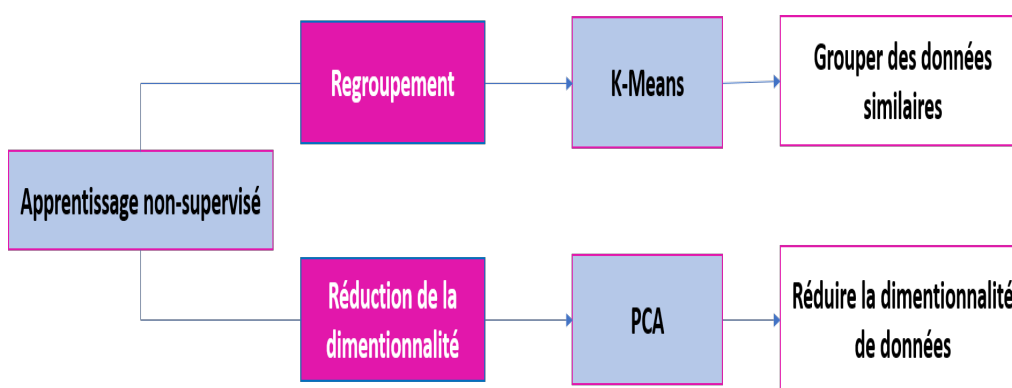 Regroupement
K-Means
Grouper des données
similaires
Apprentissage non-supervisé
Réduction de la
dimentionnalité
PCA
Réduire la dimentionnalité
de données